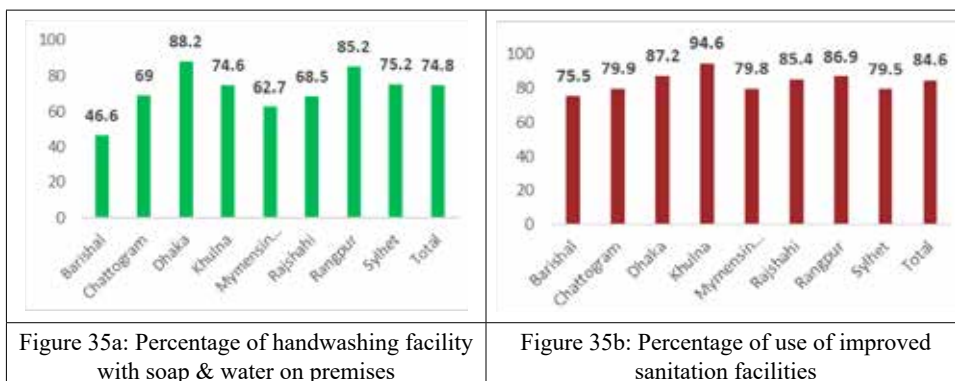 100
80
60
40
20
0
46.6
69
88.2
74.6
62.7
68.5
85.2
75.2
74.8
Barishal
Chattogram
Dhaka
Khulna
Mymensin...
Rajshahi
Rangpur
Sylhet
Total
Figure 35a: Percentage of handwashing facility
with soap & water on premises
100
80
60
40
20
0
75.5
79.9
87.2
94.6
79.8
85.4
86.9
79.5
84.6
Barishal
Chattogram
Dhaka
Khulna
Mymensin...
Rajshahi
Rangpur
Sylhet
Total
Figure 35b: Percentage of use of improved
sanitation facilities